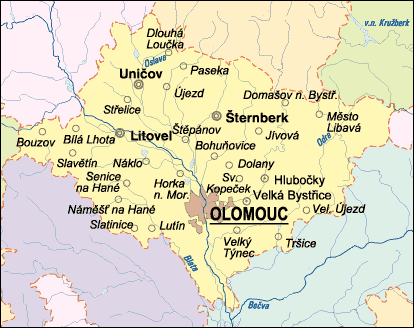 v.n. Kružberk
Dlouhá
Loučka
Oslava
Uničov
Paseka
Újezd
Domašov n. Bystř.
Střelice
Šternberk
Město
Libavá
Litovel
Štěpánov
Jívová
Odra
Bouzov
Bílá Lhota
Bohuňovice
Slavětín
Náklo
Dolany
Senice
na Hané
Horka
n. Mor.
Sv.
Kopeček
Hlubočky
Velká Bystřice
Náměšť na Hané
OLOMOUC
Vel. Újezd
Slatinice
Lutín
Velký
Týnec
Tršice
Blata
Bečva